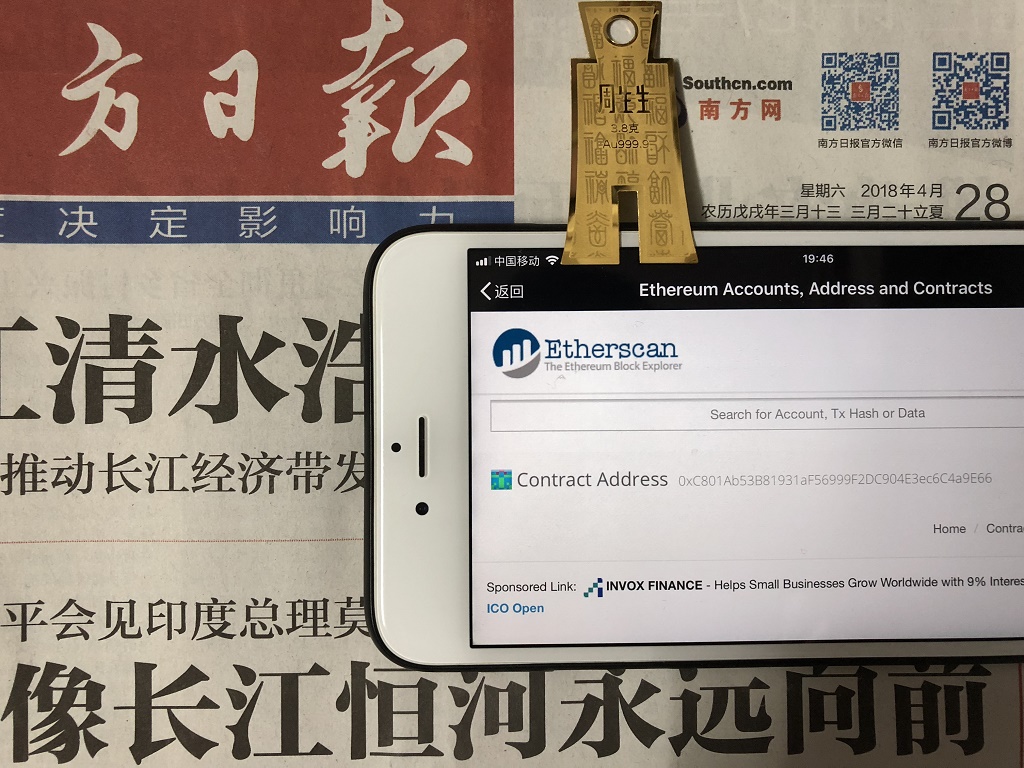 方日报
度决定影响力
Southcn.com
南方网
南方日报官方微信
南方日报官方微博
星期六 2018年4月
28
农历戊戌年三月十三 三月二十立夏
周生生
3.8克
Au999.9
江清水浩
推动长江经济带发
平会见印度总理莫
像长江恒河永远向前
中国移动
19:46
返回
Ethereum Accounts, Address and Contracts
Etherscan
The Ethereum Block Explorer
Search for Account, Tx Hash or Data
Contract Address 0xC801Ab53B81931aF56999F2DC904E3ec6C4a9E66
Home / Contrac
Sponsored Link: INVOX FINANCE - Helps Small Businesses Grow Worldwide with 9% Interes
ICO Open